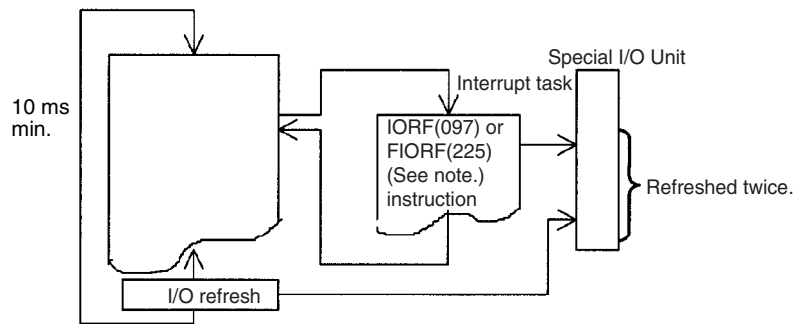 Special I/O Unit
Interrupt task
10 ms
min.
IORF(097) or
FIORF(225)
(See note.)
instruction
Refreshed twice.
I/O refresh